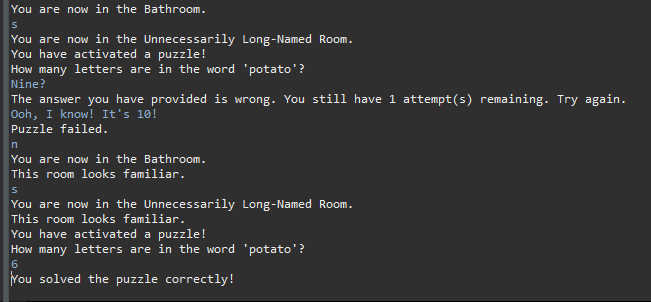 You are now in the Bathroom.
s
You are now in the Unnecessarily Long-Named Room.
You have activated a puzzle!
How many letters are in the word 'potato'?
Nine?
The answer you have provided is wrong. You still have 1 attempt(s) remaining. Try again.
Ooh, I know! It's 10!
Puzzle failed.
n
You are now in the Bathroom.
This room looks familiar.
s
You are now in the Unnecessarily Long-Named Room.
This room looks familiar.
You have activated a puzzle!
How many letters are in the word 'potato'?
6
You solved the puzzle correctly!